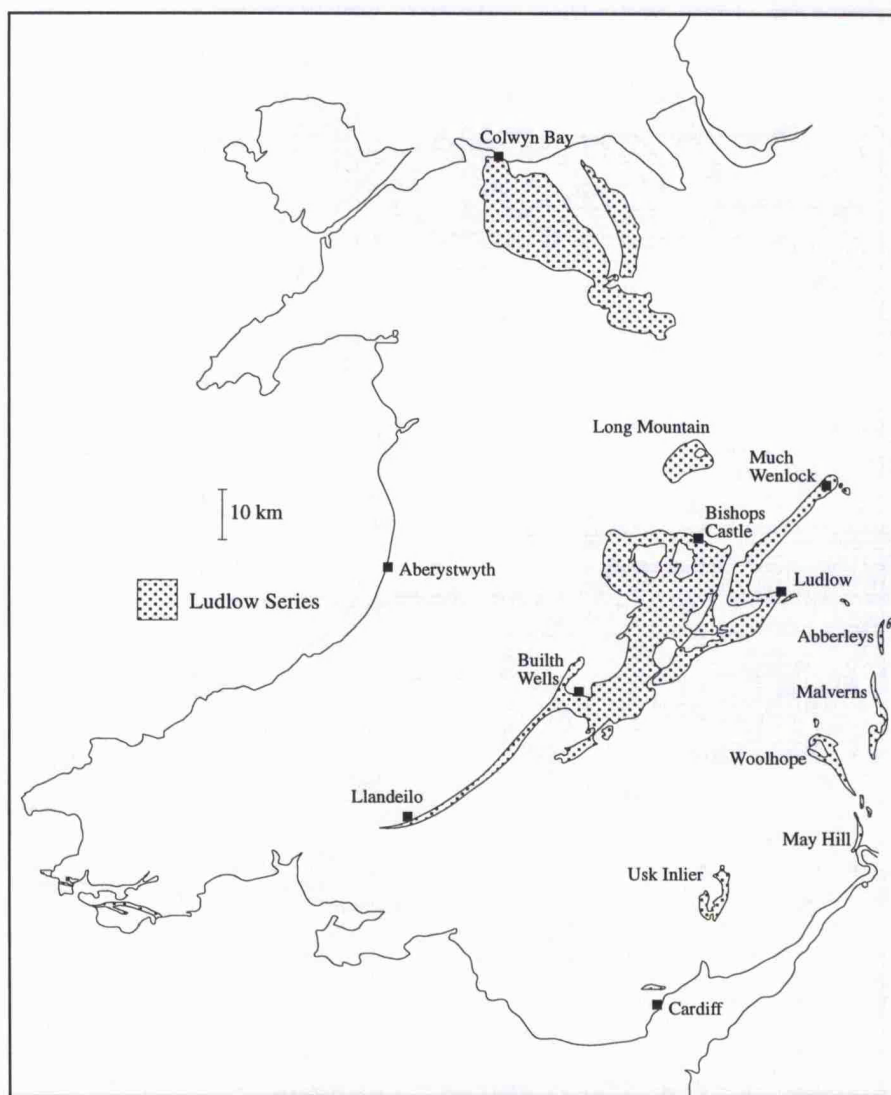 Colwyn Bay
Long Mountain
Much
Wenlock
Bishops
Castle
10 km
Aberystwyth
Ludlow
Ludlow Series
Abberleys
Builth
Wells
Malverns
Woolhope
Llandeilo
May Hill
Usk Inlier
Cardiff